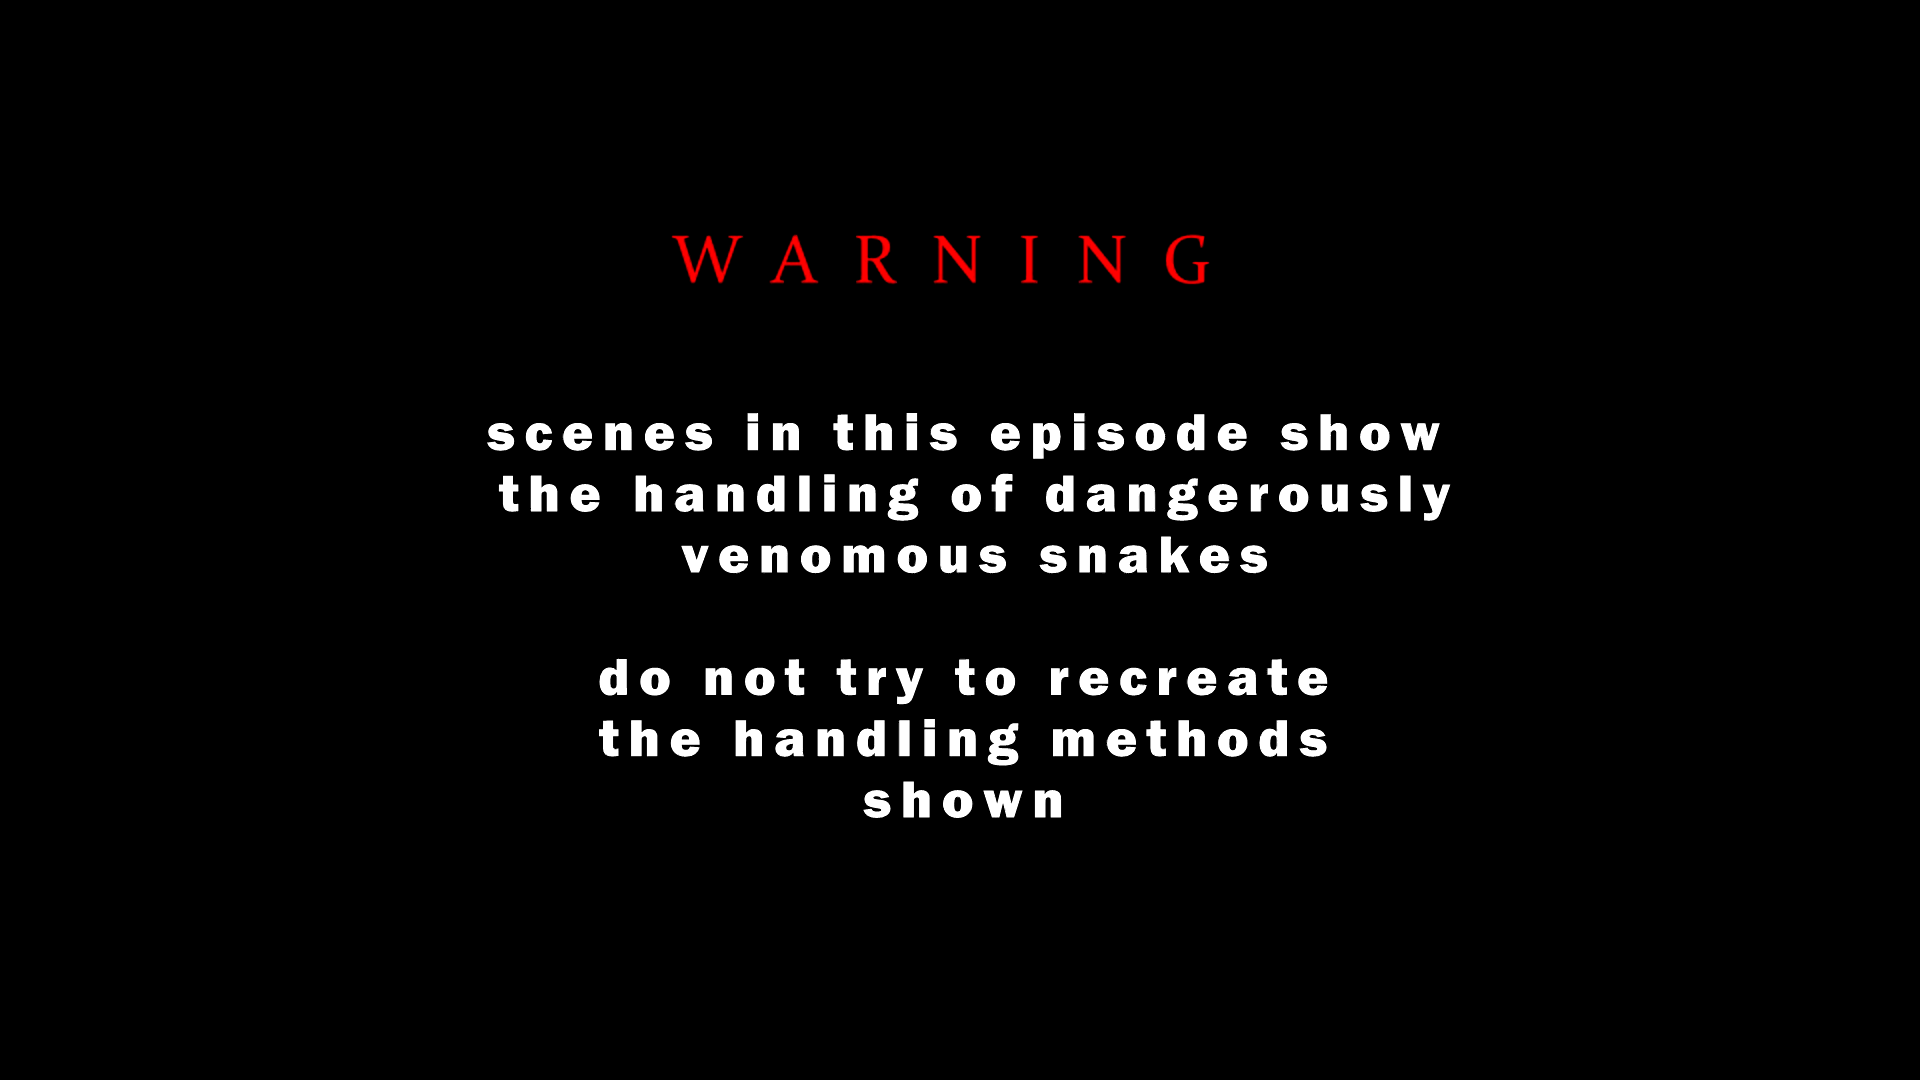 WARNING
scenes in this episode show
the handling of dangerously
venomous snakes
do not try to recreate
the handling methods
shown